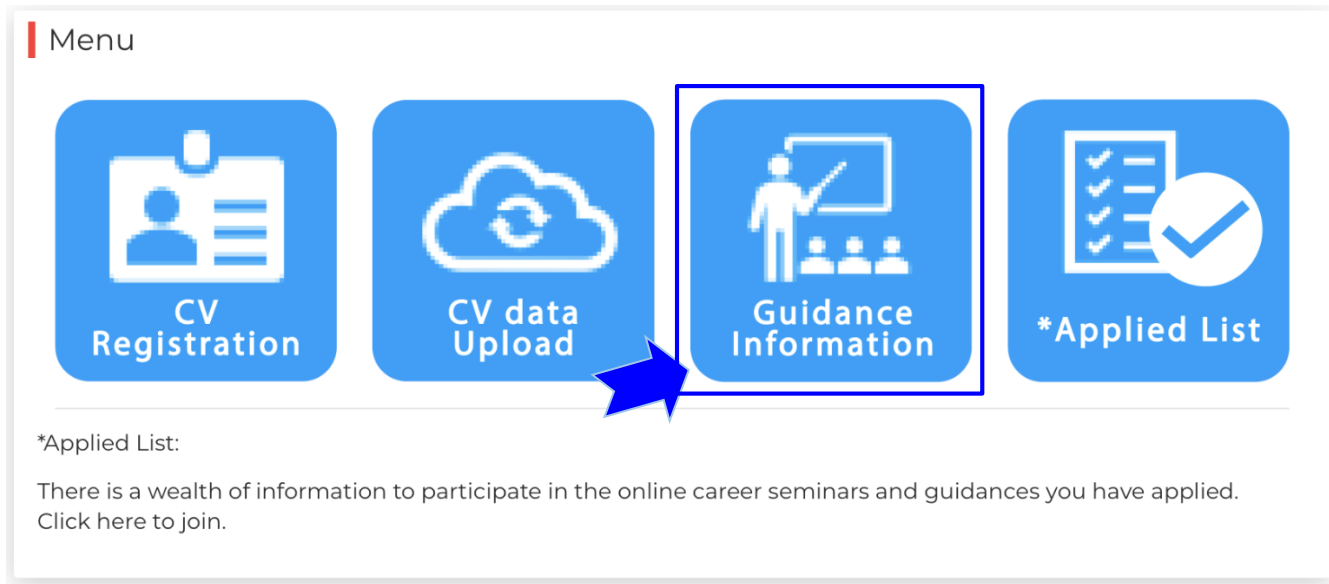 Menu
CV
Registration
CV data
Upload
Guidance
Information
*Applied List
*Applied List:
There is a wealth of information to participate in the online career seminars and guidances you have applied.
Click here to join.